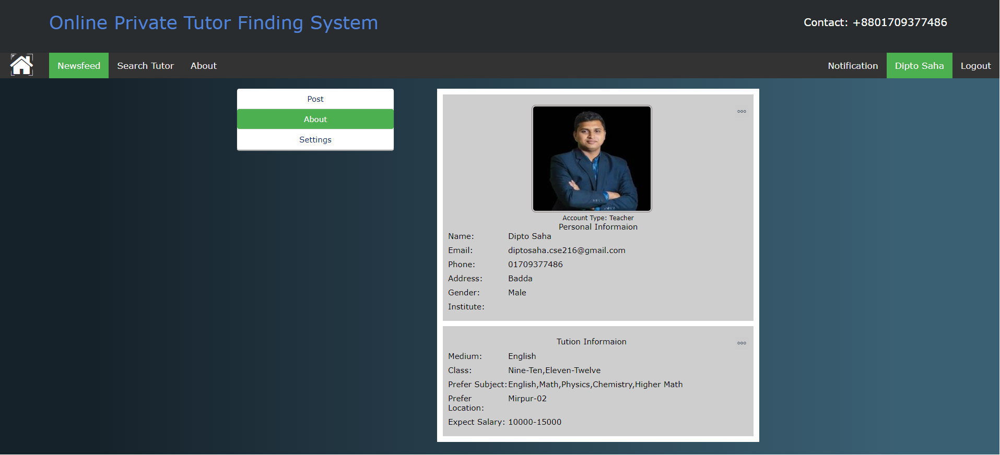 Online Private Tutor Finding System
Contact: +8801709377486
Newsfeed Search Tutor About Notification Dipto Saha Logout
Post
About
Settings
Account Type: Teacher
Personal Informaion
Name: Dipto Saha
Email: diptosaha.cse216@gmail.com
Phone: 01709377486
Address: Badda
Gender: Male
Institute:
Tution Informaion
Medium: English
Class: Nine-Ten,Eleven-Twelve
Prefer Subject: English,Math,Physics,Chemistry,Higher Math
Prefer Location: Mirpur-02
Expect Salary: 10000-15000